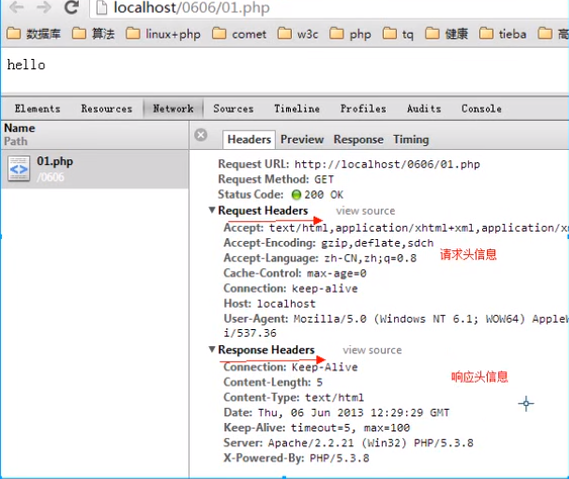 localhost/0606/01.php
数据库 算法 linux+php comet w3c php tq 健康 tieba 高
hello
Elements Resources Network Sources Timeline Profiles Audits Console
Name
Path
Headers Preview Response Timing
01.php
/0606
Request URL: http://localhost/0606/01.php
Request Method: GET
Status Code: 200 OK
Request Headers view source
Accept: text/html,application/xhtml+xml,application/x
Accept-Encoding: gzip,deflate,sdch
请求头信息
Accept-Language: zh-CN,zh;q=0.8
Cache-Control: max-age=0
Connection: keep-alive
Host: localhost
User-Agent: Mozilla/5.0 (Windows NT 6.1; WOW64) AppleW
i/537.36
Response Headers view source
Connection: Keep-Alive
响应头信息
Content-Length: 5
Content-Type: text/html
Date: Thu, 06 Jun 2013 12:29:29 GMT
Keep-Alive: timeout=5, max=100
Server: Apache/2.2.21 (Win32) PHP/5.3.8
X-Powered-By: PHP/5.3.8